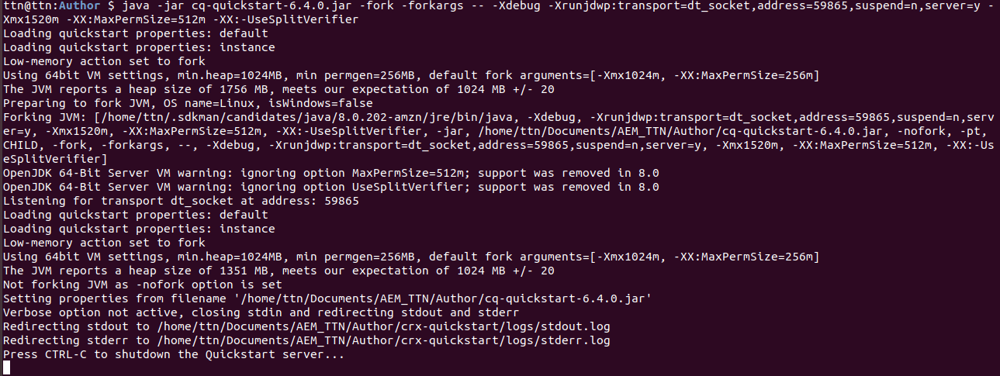 ttn@ttn:Author $ java -jar cq-quickstart-6.4.0.jar -fork -forkargs -- -Xdebug -Xrunjdwp:transport=dt_socket,address=59865,suspend=n,server=y -
Xmx1520m -XX:MaxPermSize=512m -XX:-UseSplitVerifier
Loading quickstart properties: default
Loading quickstart properties: instance
Low-memory action set to fork
Using 64bit VM settings, min.heap=1024MB, min permgen=256MB, default fork arguments=[-Xmx1024m, -XX:MaxPermSize=256m]
The JVM reports a heap size of 1756 MB, meets our expectation of 1024 MB +/- 20
Preparing to fork JVM, OS name=Linux, isWindows=false
Forking JVM: [/home/ttn/.sdkman/candidates/java/8.0.202-amzn/jre/bin/java, -Xdebug, -Xrunjdwp:transport=dt_socket,address=59865,suspend=n,serv
er=y, -Xmx1520m, -XX:MaxPermSize=512m, -XX:-UseSplitVerifier, -jar, /home/ttn/Documents/AEM_TTN/Author/cq-quickstart-6.4.0.jar, -nofork, -pt,
CHILD, -fork, -forkargs, --, -Xdebug, -Xrunjdwp:transport=dt_socket,address=59865,suspend=n,server=y, -Xmx1520m, -XX:MaxPermSize=512m, -XX:-Us
eSplitVerifier]
OpenJDK 64-Bit Server VM warning: ignoring option MaxPermSize=512m; support was removed in 8.0
OpenJDK 64-Bit Server VM warning: ignoring option UseSplitVerifier; support was removed in 8.0
Listening for transport dt_socket at address: 59865
Loading quickstart properties: default
Loading quickstart properties: instance
Low-memory action set to fork
Using 64bit VM settings, min.heap=1024MB, min permgen=256MB, default fork arguments=[-Xmx1024m, -XX:MaxPermSize=256m]
The JVM reports a heap size of 1351 MB, meets our expectation of 1024 MB +/- 20
Not forking JVM as -nofork option is set
Setting properties from filename '/home/ttn/Documents/AEM_TTN/Author/cq-quickstart-6.4.0.jar'
Verbose option not active, closing stdin and redirecting stdout and stderr
Redirecting stdout to /home/ttn/Documents/AEM_TTN/Author/crx-quickstart/logs/stdout.log
Redirecting stderr to /home/ttn/Documents/AEM_TTN/Author/crx-quickstart/logs/stderr.log
Press CTRL-C to shutdown the Quickstart server...